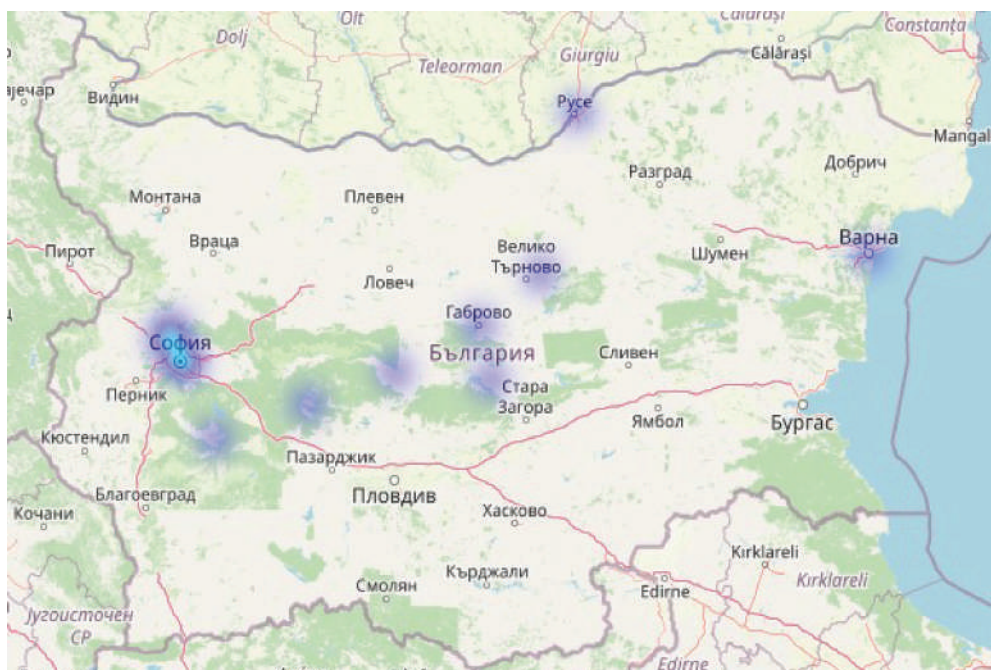 Olt
Călărași
Constanța
Dolj
Giurgiu
Teleorman
Călărași
Видин
Русе
Mangal
Добрич
Разград
Монтана
Плевен
Варна
Враца
Пирот
Велико
Търново
Шумен
Ловеч
Габрово
София
България
Сливен
Перник
Стара
Загора
Ямбол
Бургас
Кюстендил
Пазарджик
Благоевград
Пловдив
Кочани
Хасково
Kırklareli
Кърджали
Kırklareli
Смолян
Edirne
Југоисточен
СР
Edirne